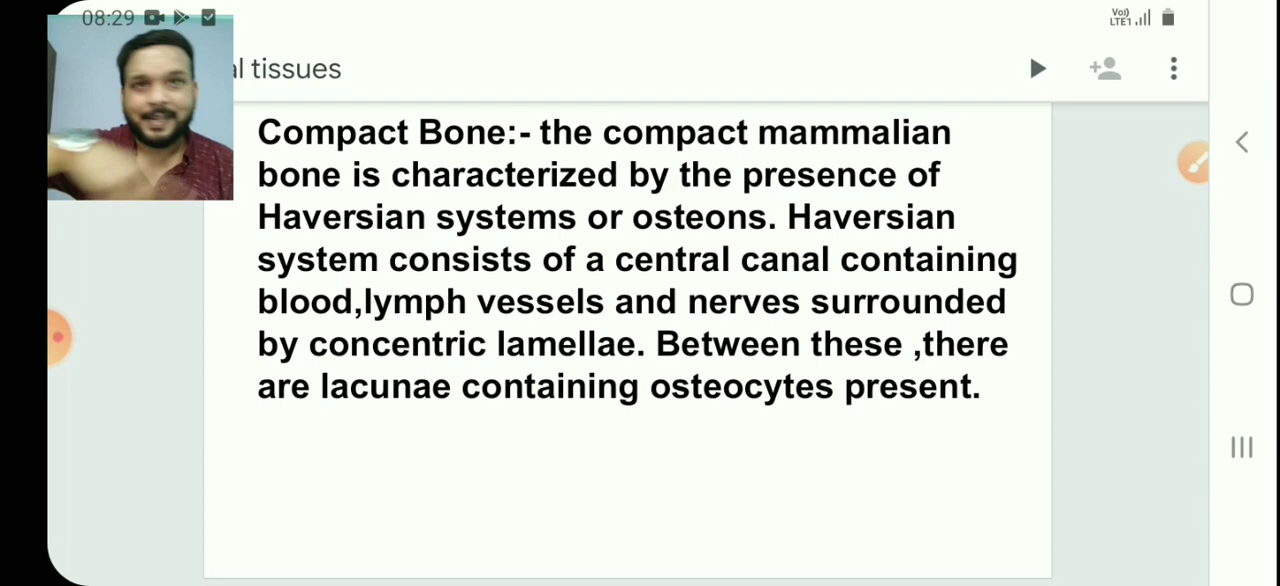 08:29
Vo)
LTE1
al tissues
Compact Bone:- the compact mammalian
bone is characterized by the presence of
Haversian systems or osteons. Haversian
system consists of a central canal containing
blood,lymph vessels and nerves surrounded
by concentric lamellae. Between these ,there
are lacunae containing osteocytes present.